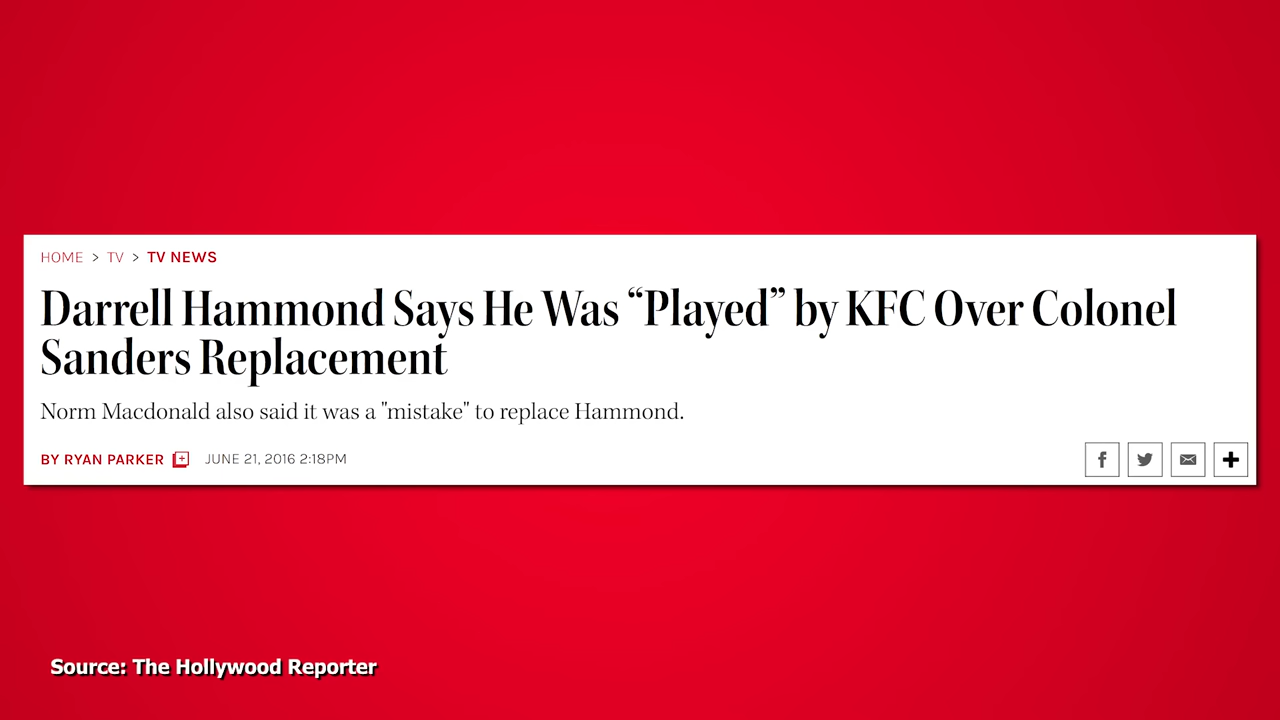 HOME > TV > TV NEWS
Darrell Hammond Says He Was “Played” by KFC Over Colonel
Sanders Replacement
Norm Macdonald also said it was a "mistake" to replace Hammond.
BY RYAN PARKER JUNE 21, 2016 2:18PM
Source: The Hollywood Reporter